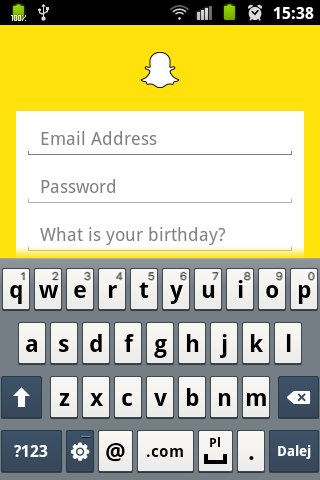 100% 15:38
Email Address
Password
What is your birthday?
1 2 3 4 5 6 7 8 9 0
q w e r t y u i o p
a s d f g h j k l
z x c v b n m
?123 @ .com Pl . Dalej